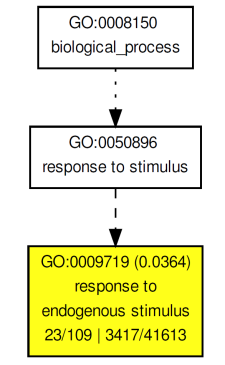 GO:0008150
biological_process
GO:0050896
response to stimulus
GO:0009719 (0.0364)
response to
endogenous stimulus
23/109 | 3417/41613